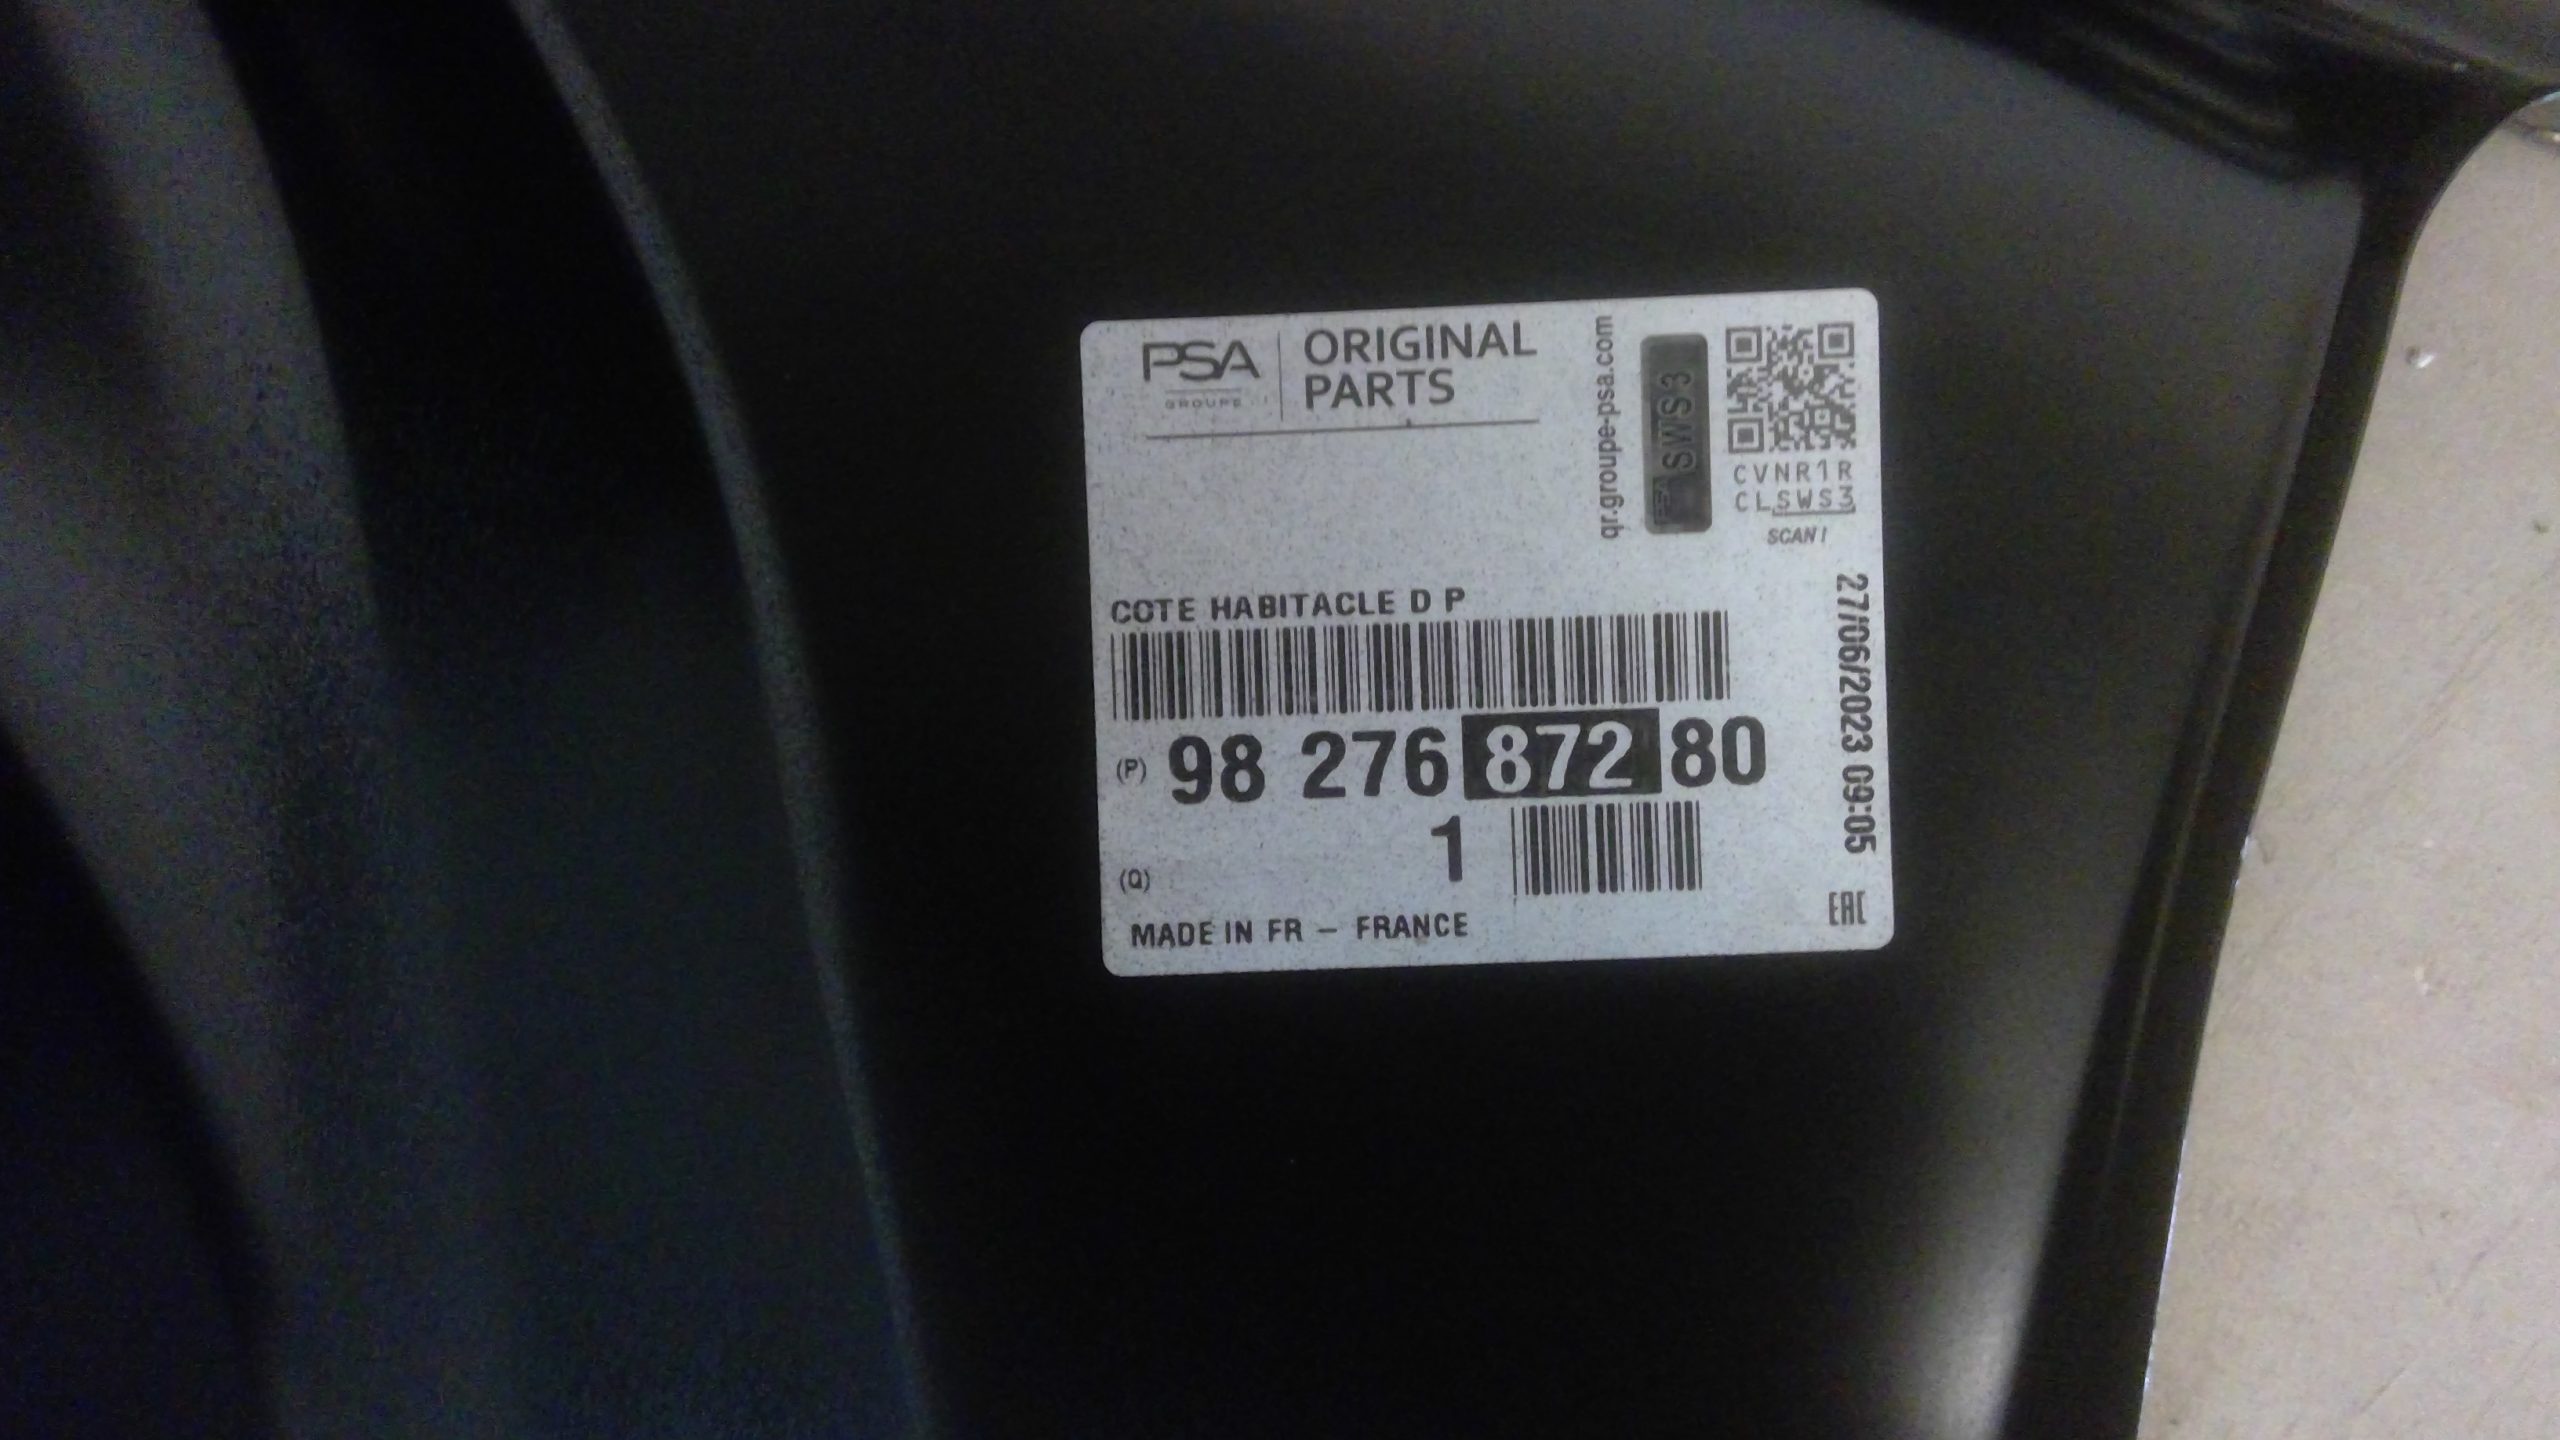 PSA
GROUPE
ORIGINAL
PARTS
qr.groupe-psa.com
SWS3
CVNR1R
CLSWS3
SCAN!
COTE HABITACLE D P
(P) 98 276 872 80
(Q) 1
MADE IN FR - FRANCE
27/06/2023 09:05
EAC